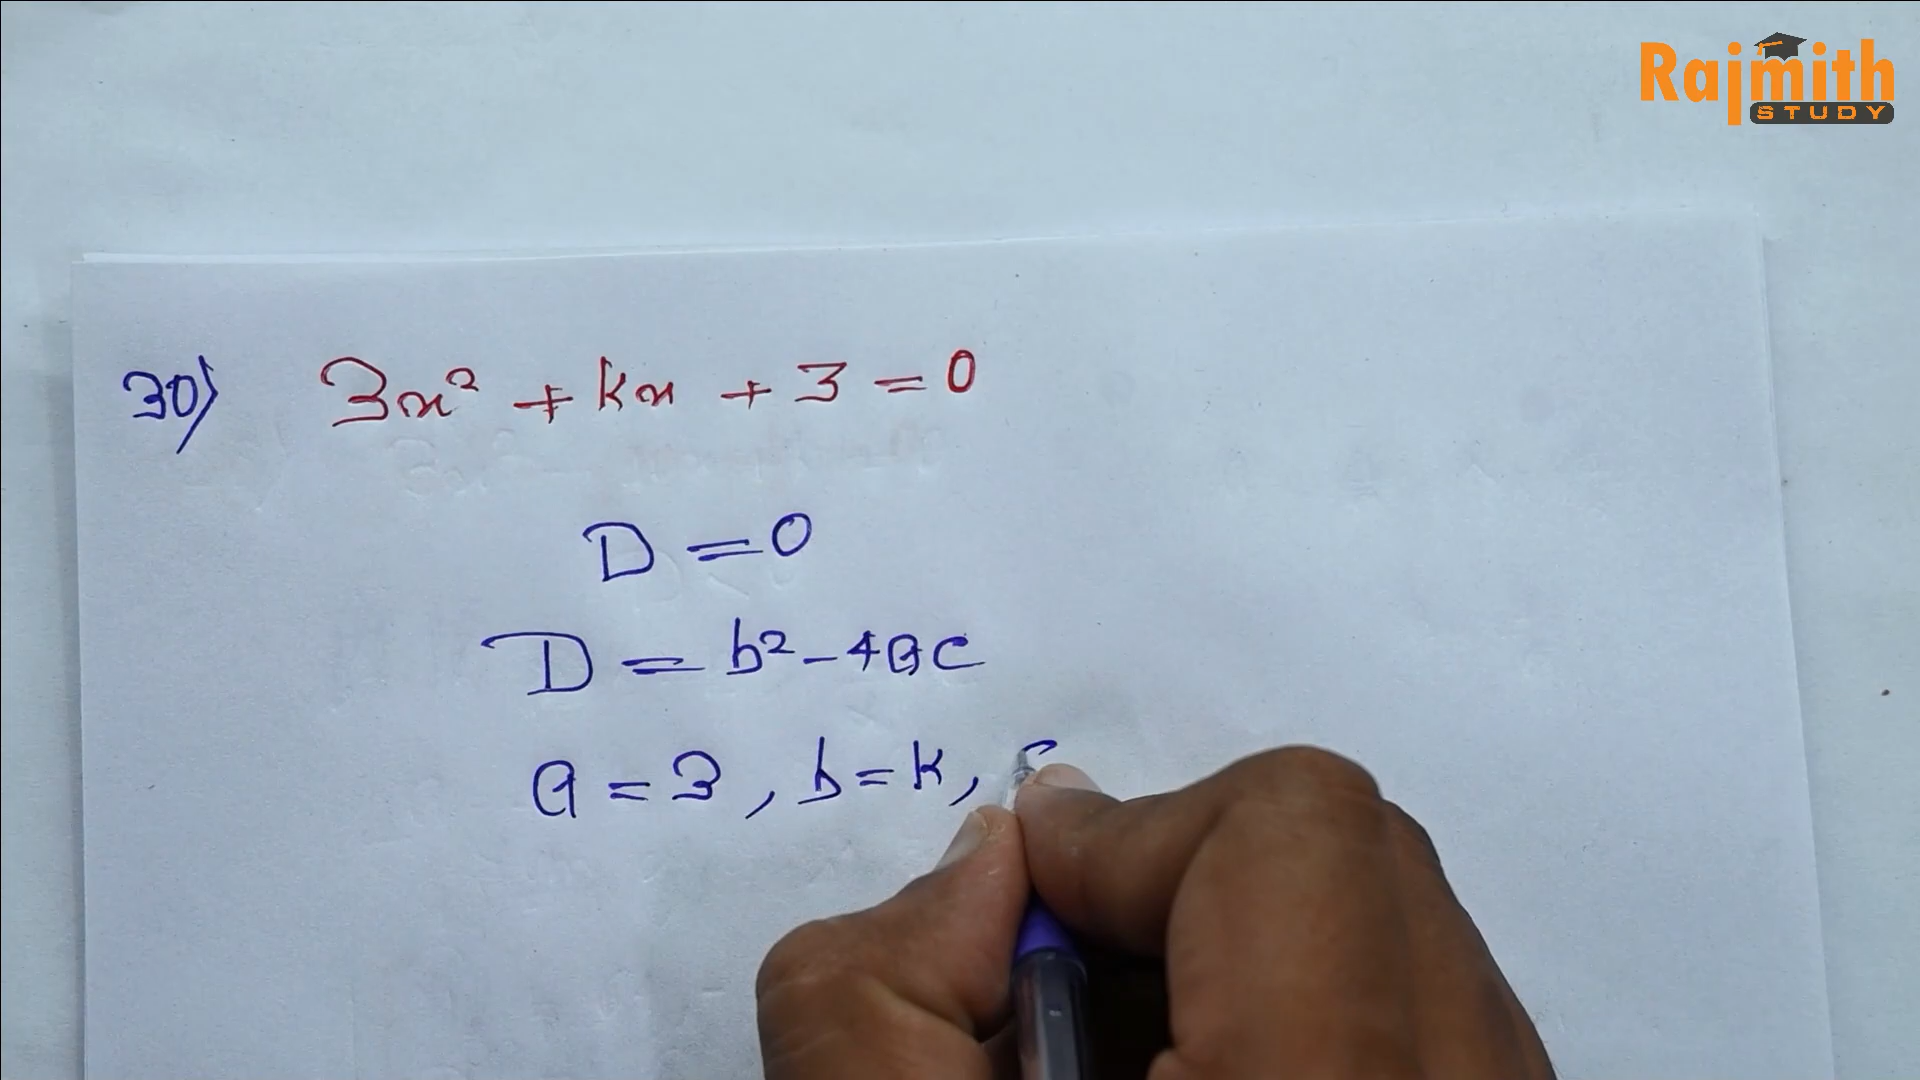 Rajmith
STUDY
30) 3x² + kx + 3 = 0
D = 0
D = b² - 4ac
a = 3, b = k,